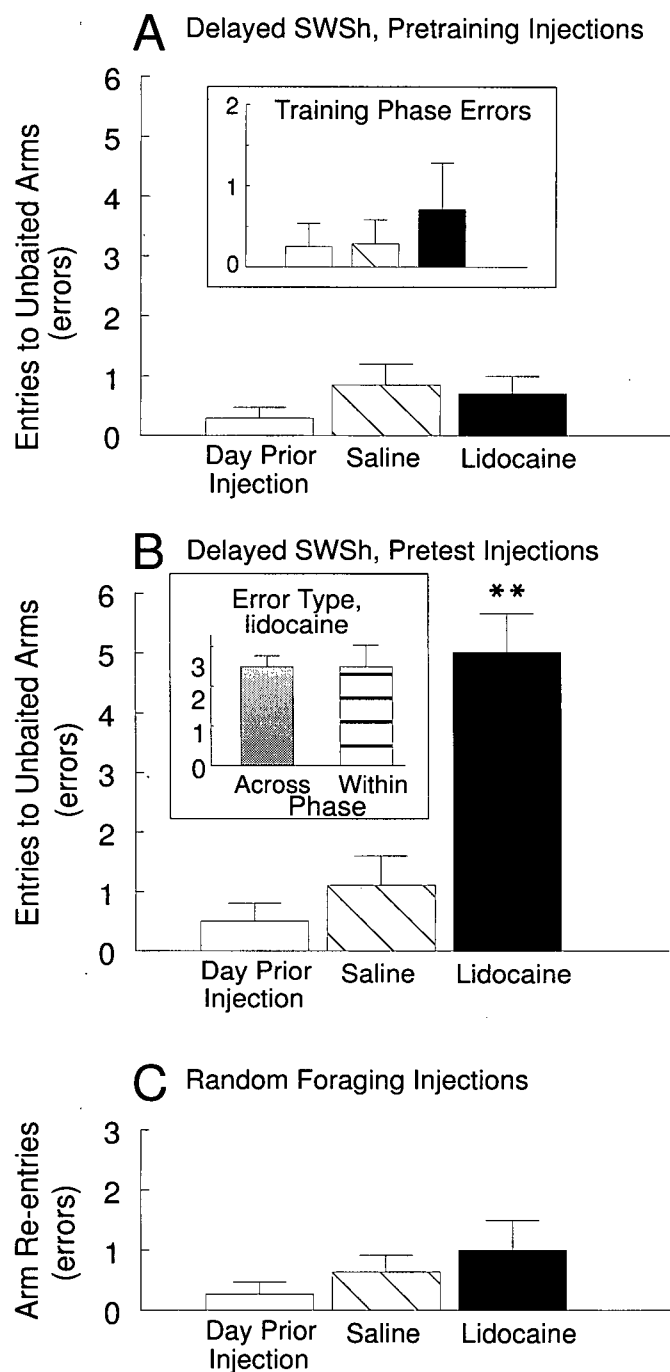 A Delayed SWSh, Pretraining Injections
Entries to Unbaited Arms
(errors)
6
5
4
3
2
1
0
Training Phase Errors
2
1
0
Day Prior
Injection
Saline
Lidocaine
B Delayed SWSh, Pretest Injections
Entries to Unbaited Arms
(errors)
6
5
4
3
2
1
0
**
Error Type,
lidocaine
3
2
1
0
Across
Within
Phase
Day Prior
Injection
Saline
Lidocaine
C Random Foraging Injections
Arm Re-entries
(errors)
3
2
1
0
Day Prior
Injection
Saline
Lidocaine